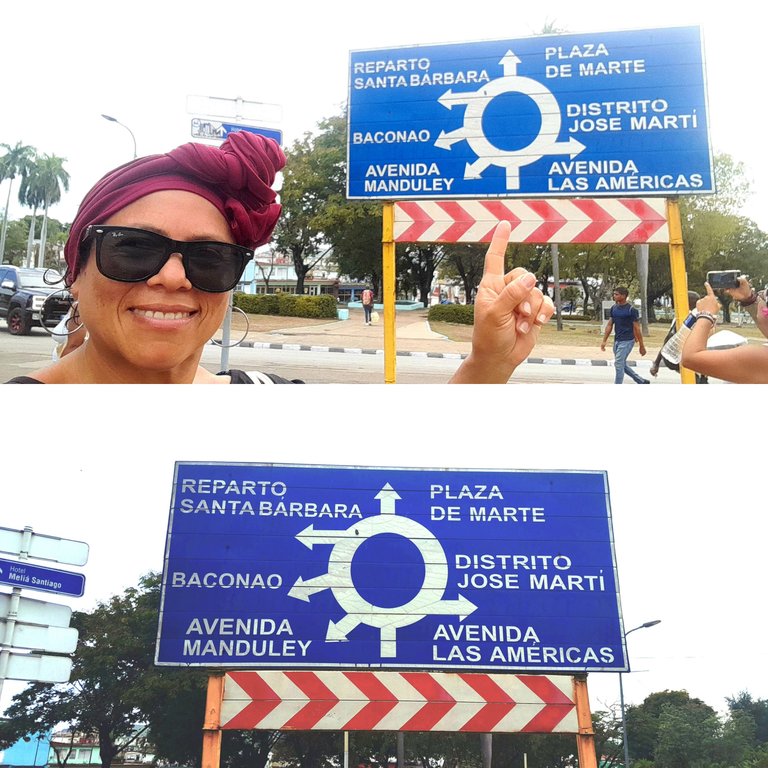 REPARTO
SANTA BÁRBARA
PLAZA
DE MARTE
BACONAO
DISTRITO
JOSE MARTÍ
AVENIDA
MANDULEY
AVENIDA
LAS AMÉRICAS
Ray-Ban
REPARTO
SANTA BÁRBARA
PLAZA
DE MARTE
Hotel
Meliá Santiago
BACONAO
DISTRITO
JOSE MARTÍ
AVENIDA
MANDULEY
AVENIDA
LAS AMÉRICAS